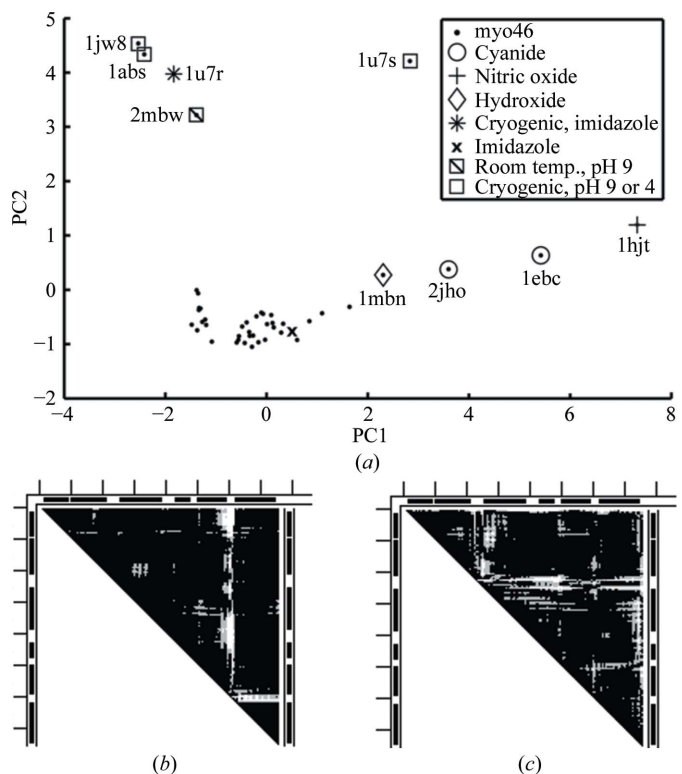 5
4
3
2
1
0
−1
−2
PC2
−4
−2
0
2
4
6
8
PC1
1jw8
1abs
1u7r
2mbw
1u7s
1mbn
2jho
1ebc
1hjt
myo46
Cyanide
Nitric oxide
Hydroxide
Cryogenic, imidazole
Imidazole
Room temp., pH 9
Cryogenic, pH 9 or 4
(a)
(b)
(c)